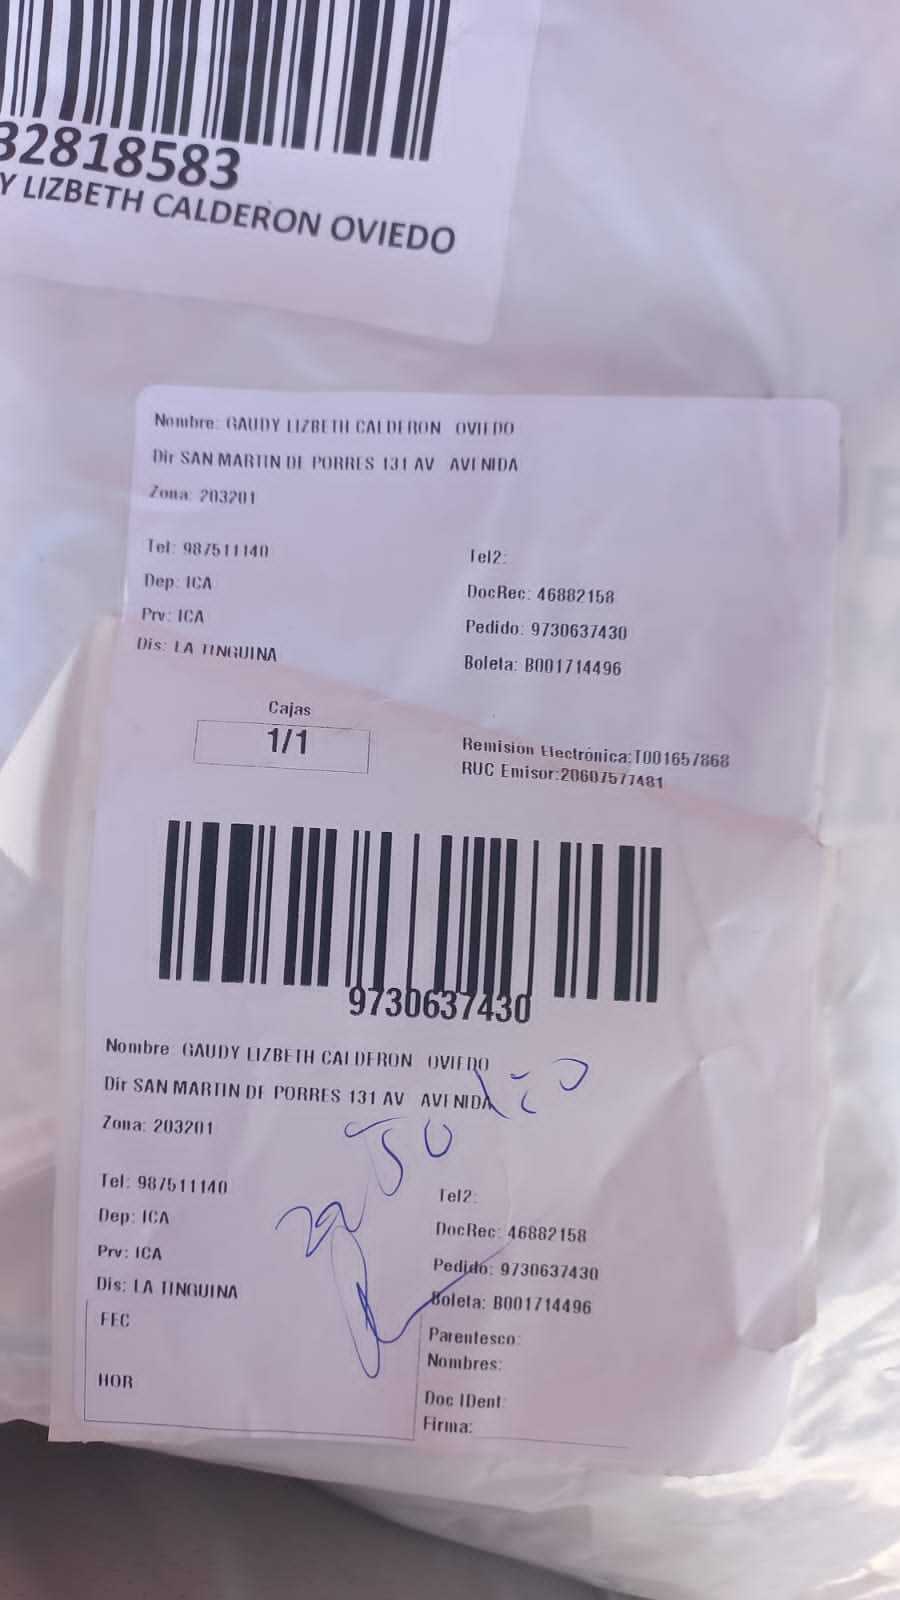 32818583
Y LIZBETH CALDERON OVIEDO
Nombre: GAUDY LIZBETH CALDERON OVIEDO
Dir SAN MARTIN DE PORRES 131 AV AVENIDA
Zona: 203201
Tel: 987511140
Tel2:
Dep: ICA
DocRec: 46882158
Prv: ICA
Pedido: 9730637430
Dis: LA TINGUINA
Boleta: B001714496
Cajas
1/1
Remision Electrónica:T001657868
RUC Emisor:20607577481
9730637430
Nombre: GAUDY LIZBETH CALDERON OVIEDO
Dir SAN MARTIN DE PORRES 131 AV AVENIDA
Zona: 203201
Tel: 987511140
Tel2:
Dep: ICA
DocRec: 46882158
Prv: ICA
Pedido: 9730637430
Dis: LA TINGUINA
Boleta: B001714496
FEC
Parentesco:
Nombres:
HOR
Doc IDent:
Firma: